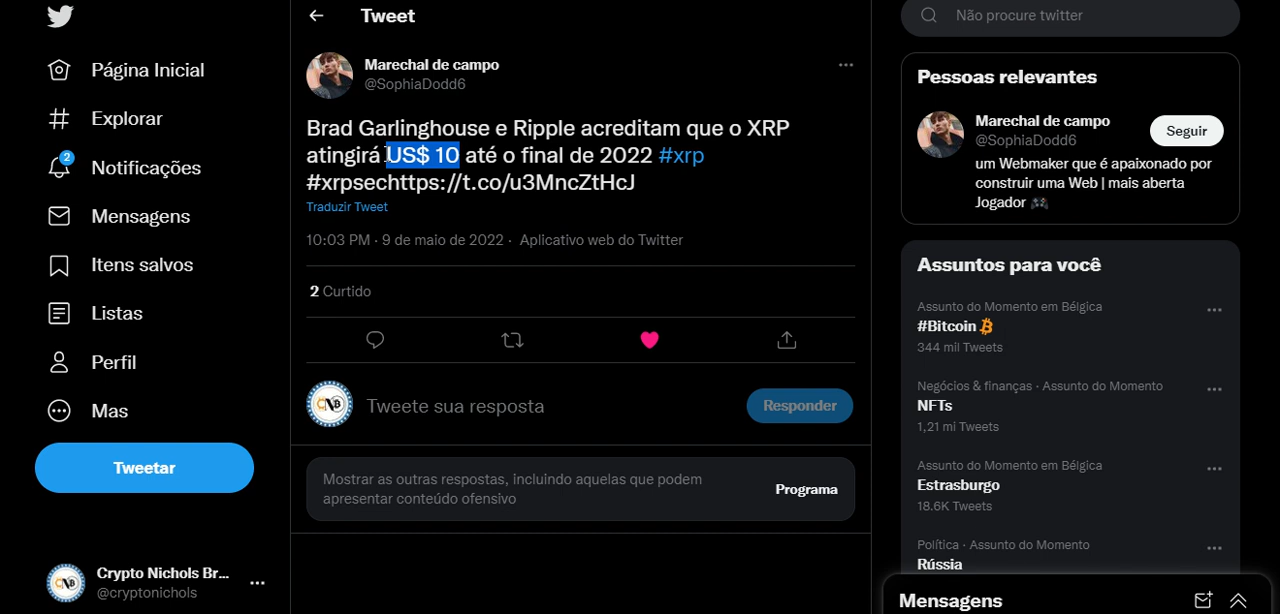 Tweet
Página Inicial
Explorar
2
Notificações
Mensagens
Itens salvos
Listas
Perfil
Mas
Tweetar
CNB
Crypto Nichols Br...
@cryptonichols
Marechal de campo
@SophiaDodd6
Brad Garlinghouse e Ripple acreditam que o XRP
atingirá US$ 10 até o final de 2022 #xrp
#xrpsechttps://t.co/u3MncZtHcJ
Traduzir Tweet
10:03 PM · 9 de maio de 2022 · Aplicativo web do Twitter
2 Curtido
CNB
Tweete sua resposta
Responder
Mostrar as outras respostas, incluindo aquelas que podem
apresentar conteúdo ofensivo
Programa
Não procure twitter
Pessoas relevantes
Marechal de campo
@SophiaDodd6
Seguir
um Webmaker que é apaixonado por
construir uma Web | mais aberta
Jogador 🎮
Assuntos para você
Assunto do Momento em Bélgica
#Bitcoin
344 mil Tweets
Negócios & finanças · Assunto do Momento
NFTs
1,21 mi Tweets
Assunto do Momento em Bélgica
Estrasburgo
18.6K Tweets
Política · Assunto do Momento
Rússia
Mensagens